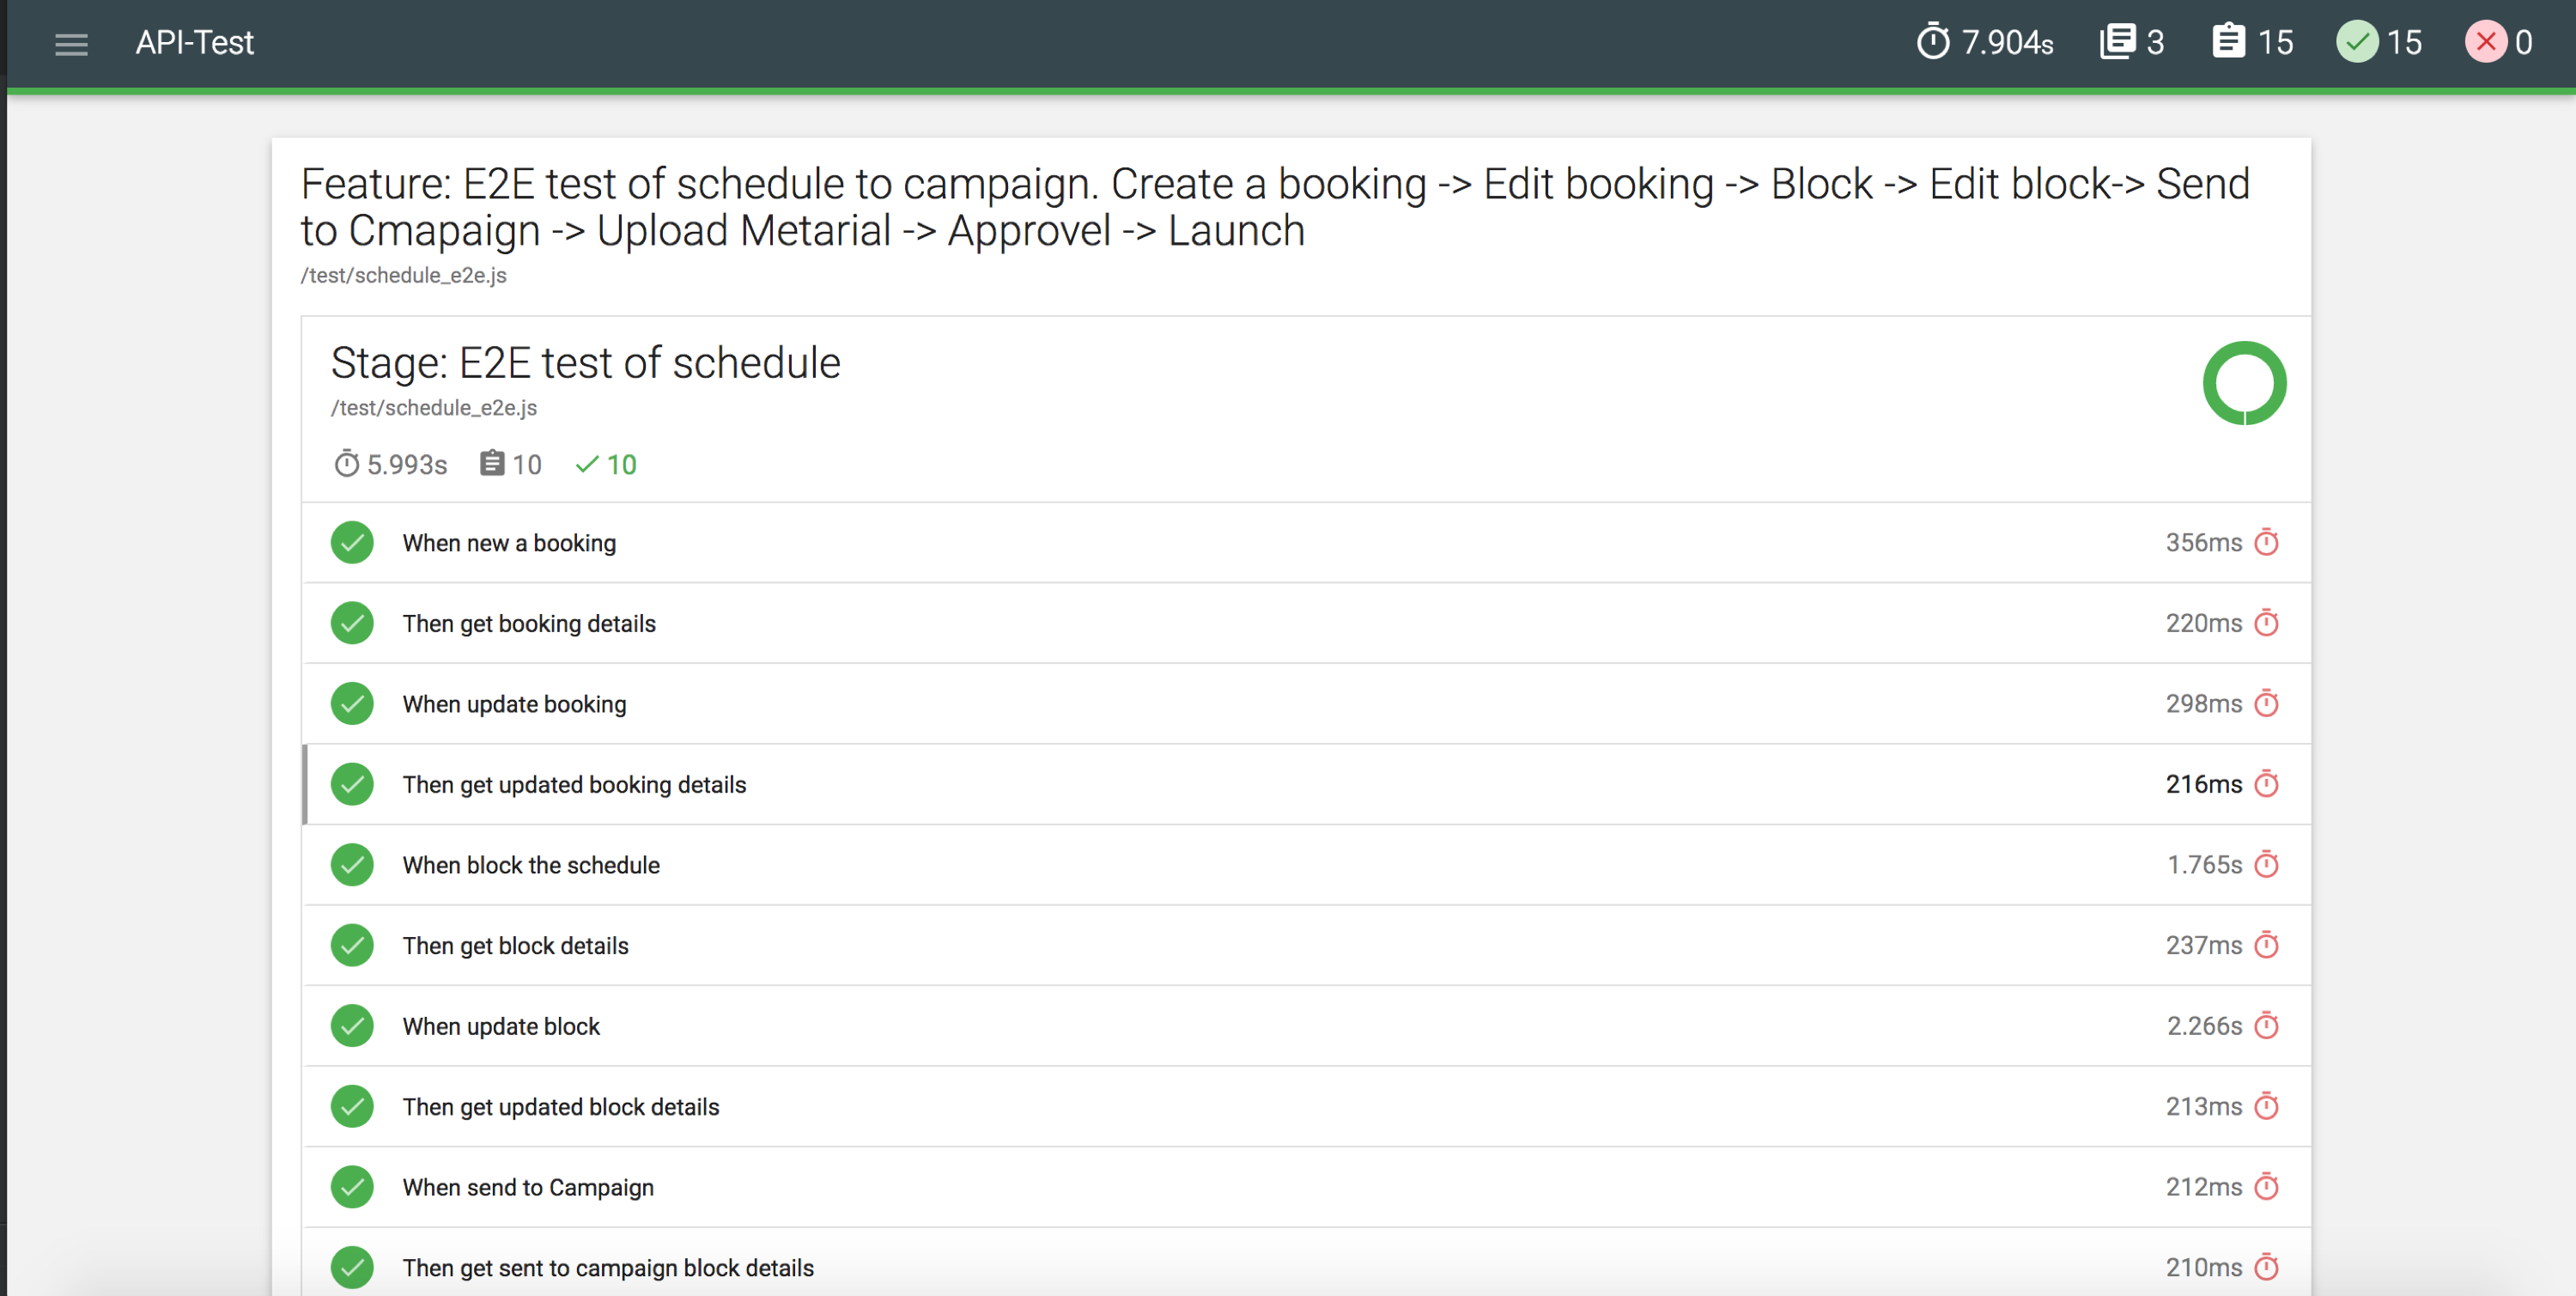 API-Test
7.904s 3 15 15 0
Feature: E2E test of schedule to campaign. Create a booking -> Edit booking -> Block -> Edit block-> Send
to Cmapaign -> Upload Metarial -> Approvel -> Launch
/test/schedule_e2e.js
Stage: E2E test of schedule
/test/schedule_e2e.js
5.993s 10 10
When new a booking 356ms
Then get booking details 220ms
When update booking 298ms
Then get updated booking details 216ms
When block the schedule 1.765s
Then get block details 237ms
When update block 2.266s
Then get updated block details 213ms
When send to Campaign 212ms
Then get sent to campaign block details 210ms